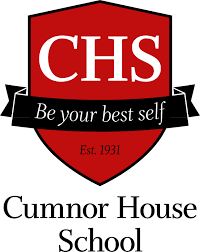 CHS
Be your best self
Est. 1931
Cumnor House
School